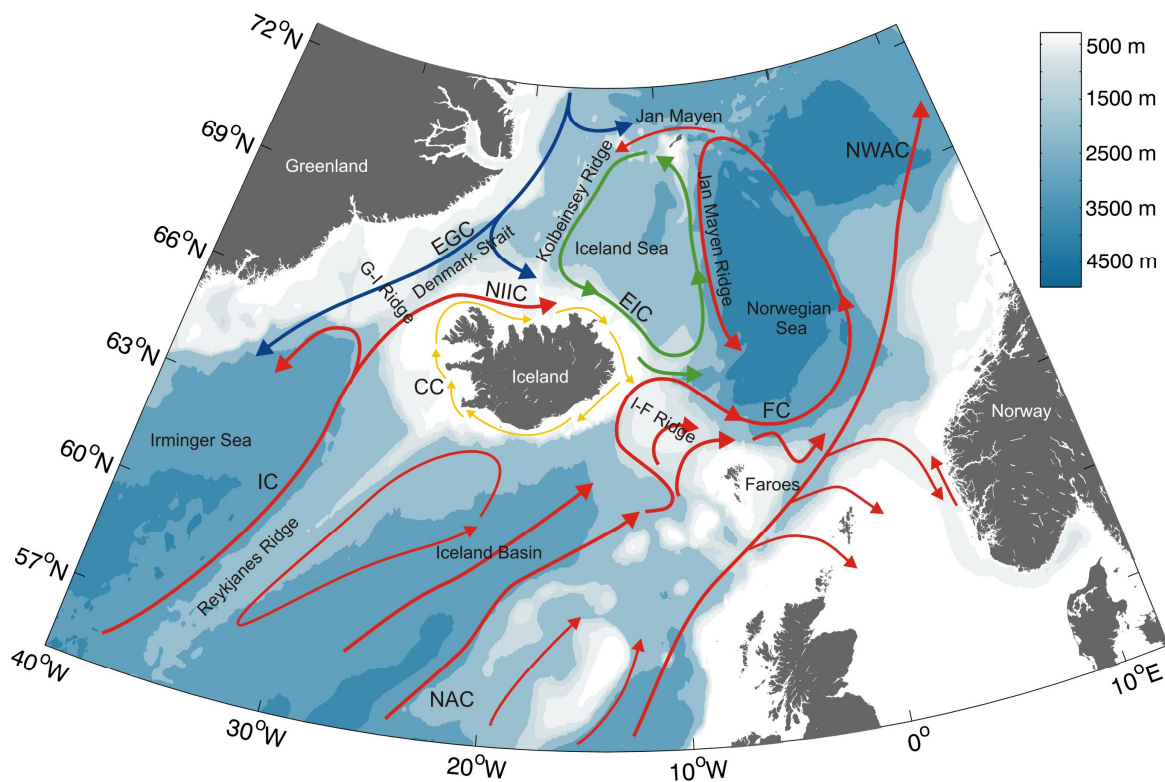 72°N
69°N
66°N
63°N
60°N
57°N
40°W
30°W
20°W
10°W
0°
10°E
500 m
1500 m
2500 m
3500 m
4500 m
Greenland
Jan Mayen
NWAC
EGC
Denmark Strait
Kolbeinsey Ridge
Iceland Sea
Jan Mayen Ridge
G-I Ridge
NIIC
EIC
Norwegian
Sea
CC
Iceland
FC
I-F Ridge
Norway
Irminger Sea
IC
Faroes
Reykjanes Ridge
Iceland Basin
NAC